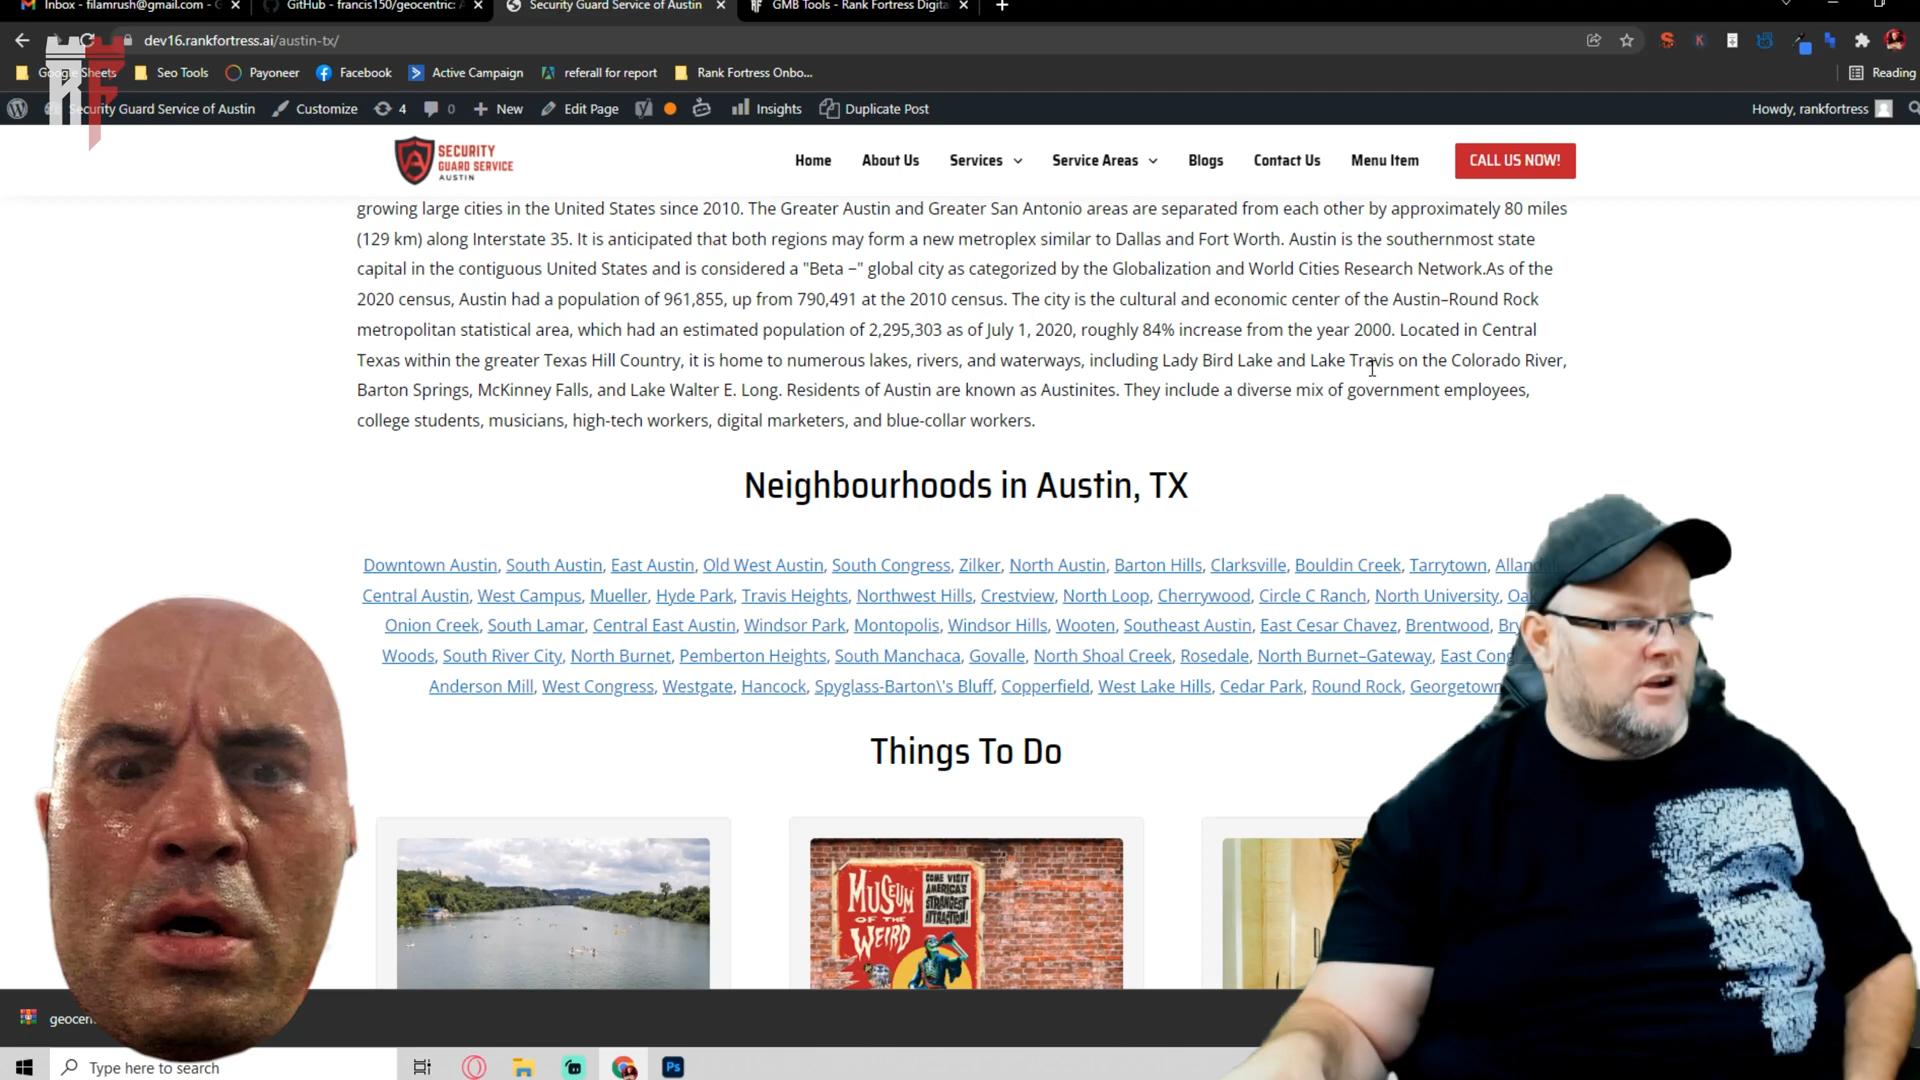 Inbox - filamrush@gmail.com - G
GitHub - francis150/geocentric:
Security Guard Service of Austin
GMB Tools - Rank Fortress Digita
dev16.rankfortress.ai/austin-tx/
Google Sheets
Seo Tools
Payoneer
Facebook
Active Campaign
referall for report
Rank Fortress Onbo...
Reading
Security Guard Service of Austin
Customize
4
0
New
Edit Page
Insights
Duplicate Post
Howdy, rankfortress
RF
SECURITY
GUARD SERVICE
AUSTIN
Home
About Us
Services
Service Areas
Blogs
Contact Us
Menu Item
CALL US NOW!
growing large cities in the United States since 2010. The Greater Austin and Greater San Antonio areas are separated from each other by approximately 80 miles
(129 km) along Interstate 35. It is anticipated that both regions may form a new metroplex similar to Dallas and Fort Worth. Austin is the southernmost state
capital in the contiguous United States and is considered a "Beta −" global city as categorized by the Globalization and World Cities Research Network.As of the
2020 census, Austin had a population of 961,855, up from 790,491 at the 2010 census. The city is the cultural and economic center of the Austin–Round Rock
metropolitan statistical area, which had an estimated population of 2,295,303 as of July 1, 2020, roughly 84% increase from the year 2000. Located in Central
Texas within the greater Texas Hill Country, it is home to numerous lakes, rivers, and waterways, including Lady Bird Lake and Lake Travis on the Colorado River,
Barton Springs, McKinney Falls, and Lake Walter E. Long. Residents of Austin are known as Austinites. They include a diverse mix of government employees,
college students, musicians, high-tech workers, digital marketers, and blue-collar workers.
Neighbourhoods in Austin, TX
Downtown Austin, South Austin, East Austin, Old West Austin, South Congress, Zilker, North Austin, Barton Hills, Clarksville, Bouldin Creek, Tarrytown, Allandale
Central Austin, West Campus, Mueller, Hyde Park, Travis Heights, Northwest Hills, Crestview, North Loop, Cherrywood, Circle C Ranch, North University,
Onion Creek, South Lamar, Central East Austin, Windsor Park, Montopolis, Windsor Hills, Wooten, Southeast Austin, East Cesar Chavez, Brentwood,
Woods, South River City, North Burnet, Pemberton Heights, South Manchaca, Govalle, North Shoal Creek, Rosedale, North Burnet–Gateway, East Cong
Anderson Mill, West Congress, Westgate, Hancock, Spyglass-Barton\'s Bluff, Copperfield, West Lake Hills, Cedar Park, Round Rock, Georgetown
Things To Do
MUSEUM
OF THE
WEIRD
COME VISIT
AMERICA'S
STRANGEST
ATTRACTION!
geocen
Type here to search
Ps